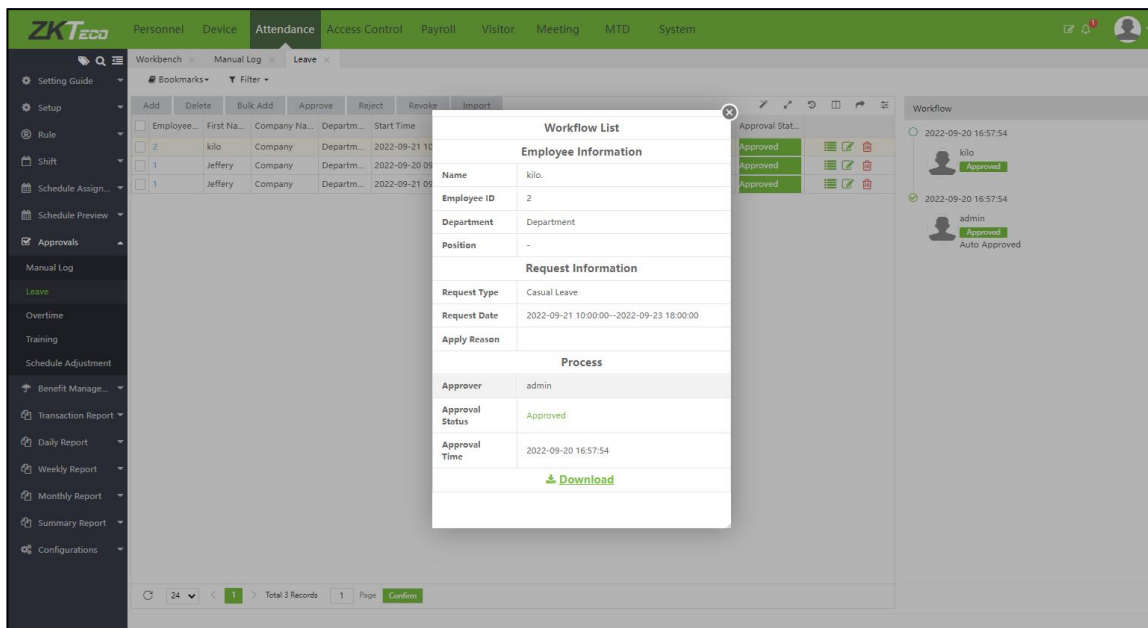 ZKTECO
Personnel Device Attendance Access Control Payroll Visitor Meeting MTD System
1
Workbench × Manual Log × Leave ×
Bookmarks Filter
Setting Guide
Setup
Rule
Shift
Schedule Assign...
Schedule Preview
Approvals
Manual Log
Leave
Overtime
Training
Schedule Adjustment
Benefit Manage...
Transaction Report
Daily Report
Weekly Report
Monthly Report
Summary Report
Configurations
Add Delete Bulk Add Approve Reject Revoke Import
Employee... First Na... Company Na... Departm... Start Time Approval Stat...
2 kilo Company Departm... 2022-09-21 10 Approved
1 Jeffery Company Departm... 2022-09-20 09 Approved
1 Jeffery Company Departm... 2022-09-21 09 Approved
Workflow List
Employee Information
Name kilo.
Employee ID 2
Department Department
Position -
Request Information
Request Type Casual Leave
Request Date 2022-09-21 10:00:00--2022-09-23 18:00:00
Apply Reason
Process
Approver admin
Approval
Status Approved
Approval
Time 2022-09-20 16:57:54
Download
Workflow
2022-09-20 16:57:54
kilo
Approved
2022-09-20 16:57:54
admin
Approved
Auto Approved
24 < 1 > Total 3 Records 1 Page Confirm